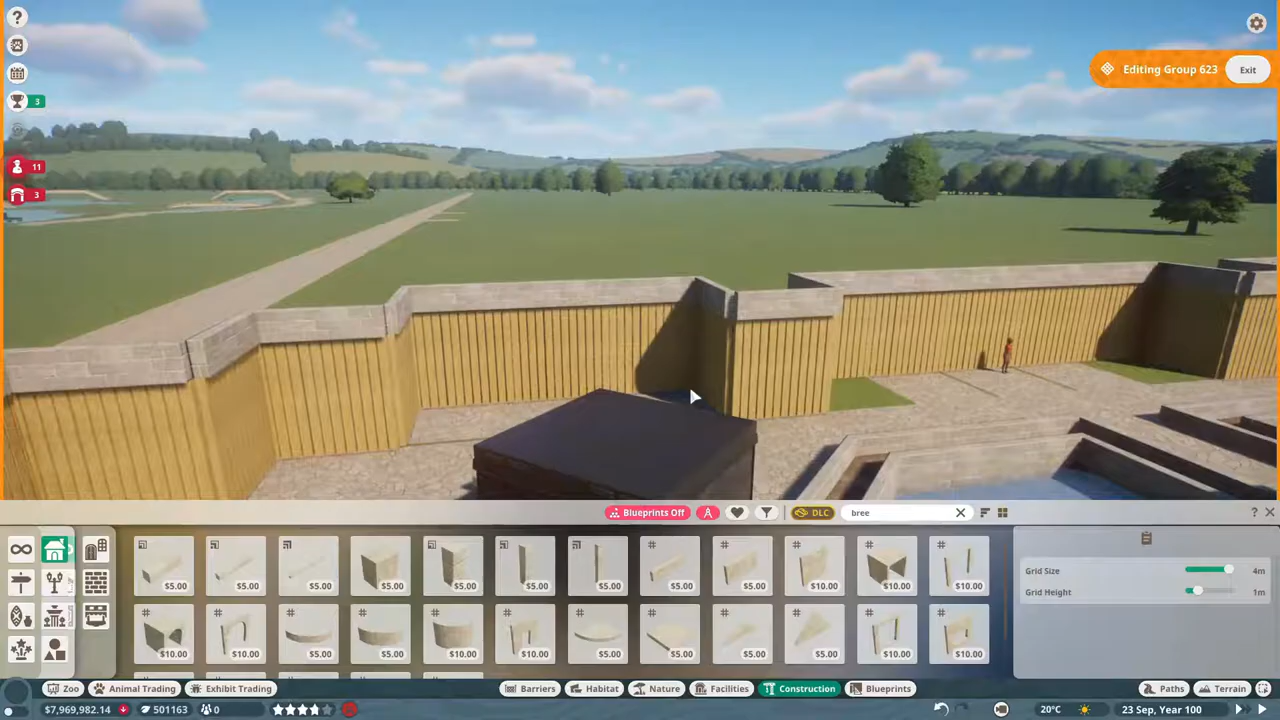 ?
Editing Group 623 Exit
3
11
3
Blueprints Off DLC bree ?
$5.00 $5.00 $5.00 $5.00 $5.00 $5.00 $5.00 $5.00 $5.00 $10.00 $10.00 $10.00
Grid Size 4m
Grid Height 1m
$10.00 $10.00 $5.00 $5.00 $10.00 $10.00 $5.00 $5.00 $5.00 $5.00 $10.00 $10.00
Zoo Animal Trading Exhibit Trading Barriers Habitat Nature Facilities Construction Blueprints Paths Terrain
$7,969,982.14 501163 0 20°C 23 Sep, Year 100